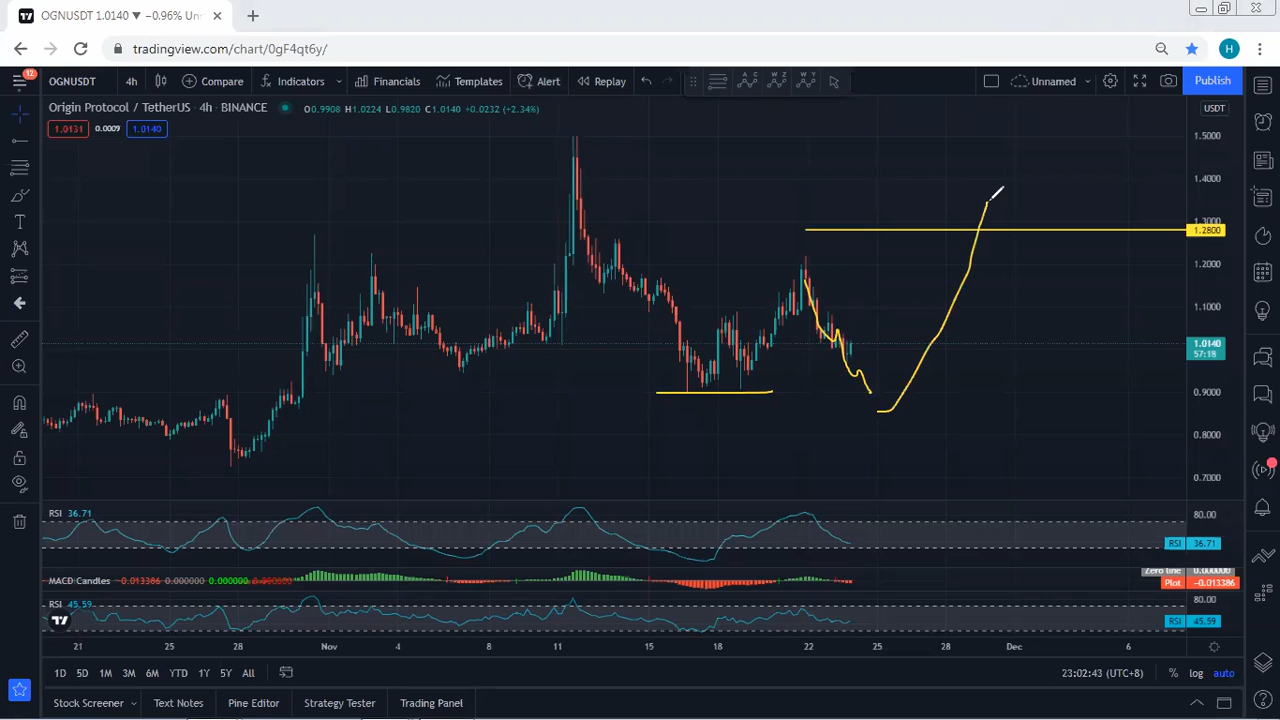 OGNUSDT 1.0140 ▼ −0.96% Un
tradingview.com/chart/0gF4qt6y/
H
12
OGNUSDT 4h Compare Indicators Financials Templates Alert Replay Unnamed Publish
Origin Protocol / TetherUS · 4h · BINANCE O0.9908 H1.0224 L0.9820 C1.0140 +0.0232 (+2.34%)
USDT
1.0131 0.0009 1.0140
1.5000
1.4000
1.3000
1.2800
1.2000
1.1000
1.0140
57:18
0.9000
0.8000
0.7000
RSI 36.71
80.00
RSI 36.71
MACD Candles −0.013386 0.000000 0.000000 0.000000
Zero line 0.000000
Plot −0.013386
RSI 45.59
80.00
RSI 45.59
21 25 28 Nov 4 8 11 15 18 22 25 28 Dec 6
1D 5D 1M 3M 6M YTD 1Y 5Y All
23:02:43 (UTC+8) % log auto
Stock Screener Text Notes Pine Editor Strategy Tester Trading Panel